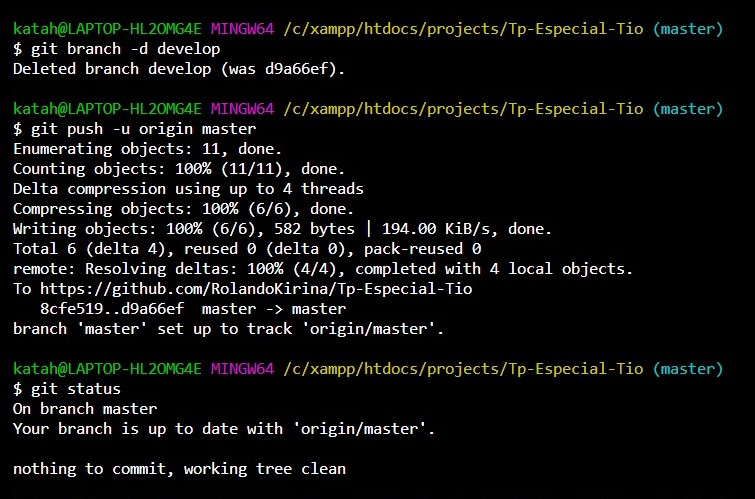 katah@LAPTOP-HL2OMG4E MINGW64 /c/xampp/htdocs/projects/Tp-Especial-Tio (master)
$ git branch -d develop
Deleted branch develop (was d9a66ef).
katah@LAPTOP-HL2OMG4E MINGW64 /c/xampp/htdocs/projects/Tp-Especial-Tio (master)
$ git push -u origin master
Enumerating objects: 11, done.
Counting objects: 100% (11/11), done.
Delta compression using up to 4 threads
Compressing objects: 100% (6/6), done.
Writing objects: 100% (6/6), 582 bytes | 194.00 KiB/s, done.
Total 6 (delta 4), reused 0 (delta 0), pack-reused 0
remote: Resolving deltas: 100% (4/4), completed with 4 local objects.
To https://github.com/RolandoKirina/Tp-Especial-Tio
   8cfe519..d9a66ef  master -> master
branch 'master' set up to track 'origin/master'.
katah@LAPTOP-HL2OMG4E MINGW64 /c/xampp/htdocs/projects/Tp-Especial-Tio (master)
$ git status
On branch master
Your branch is up to date with 'origin/master'.
nothing to commit, working tree clean